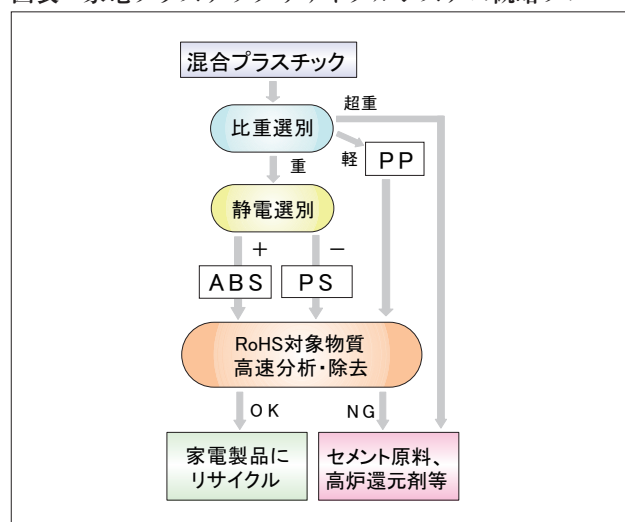 混合プラスチック
超重
比重選別
軽
PP
重
静電選別
+
−
ABS
PS
RoHS対象物質
高速分析・除去
OK
NG
家電製品に
リサイクル
セメント原料、
高炉還元剤等